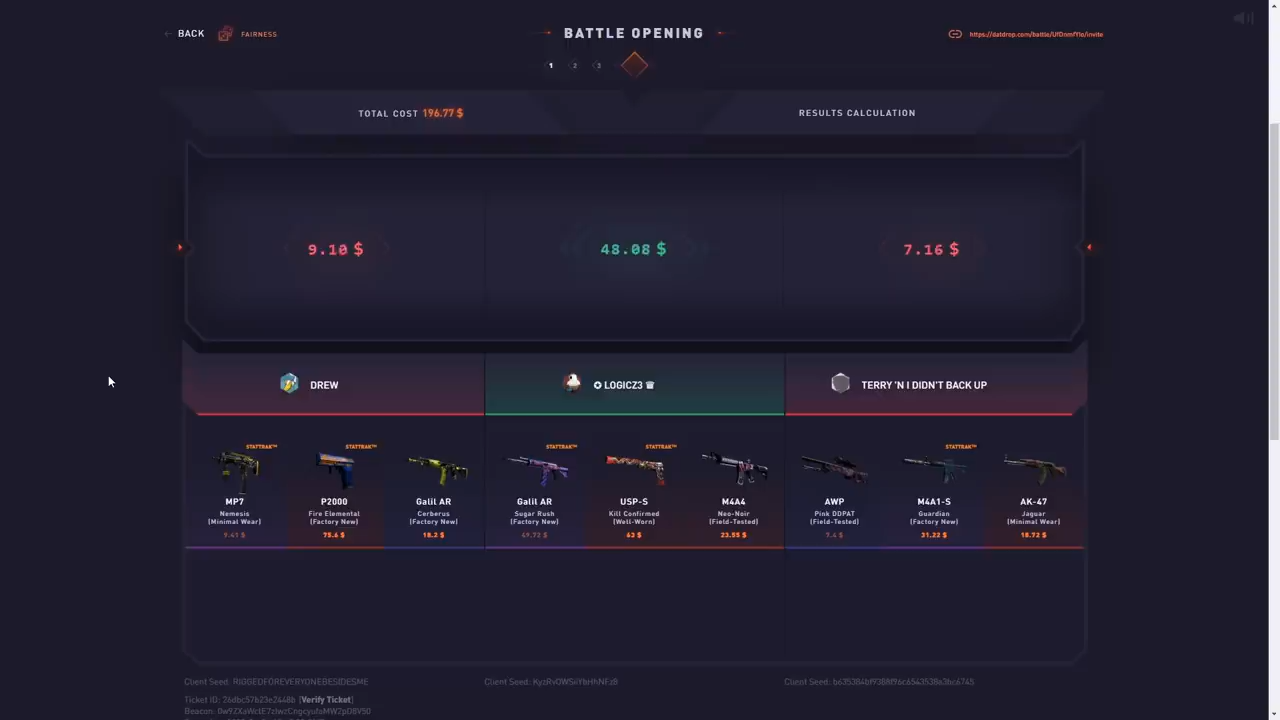 BACK
FAIRNESS
BATTLE OPENING
https://datdrop.com/battle/UfDnmfYlo/invite
1 2 3
TOTAL COST 196.77 $
RESULTS CALCULATION
9.10 $
48.08 $
7.16 $
DREW
✪ LOGICZ3 ♕
TERRY 'N I DIDN'T BACK UP
STATTRAK™
MP7
Nemesis
(Minimal Wear)
9.41 $
STATTRAK™
P2000
Fire Elemental
(Factory New)
75.6 $
Galil AR
Cerberus
(Factory New)
18.2 $
STATTRAK™
Galil AR
Sugar Rush
(Factory New)
49.72 $
STATTRAK™
USP-S
Kill Confirmed
(Well-Worn)
63 $
M4A4
Neo-Noir
(Field-Tested)
23.55 $
AWP
Pink DDPAT
(Field-Tested)
7.4 $
STATTRAK™
M4A1-S
Guardian
(Factory New)
31.22 $
AK-47
Jaguar
(Minimal Wear)
18.72 $
Client Seed: RIGGEDFOREVERYONEBESIDESME
Client Seed:
Client Seed:
Ticket ID: 26dbc57b23e2448b [Verify Ticket]
Beacon: